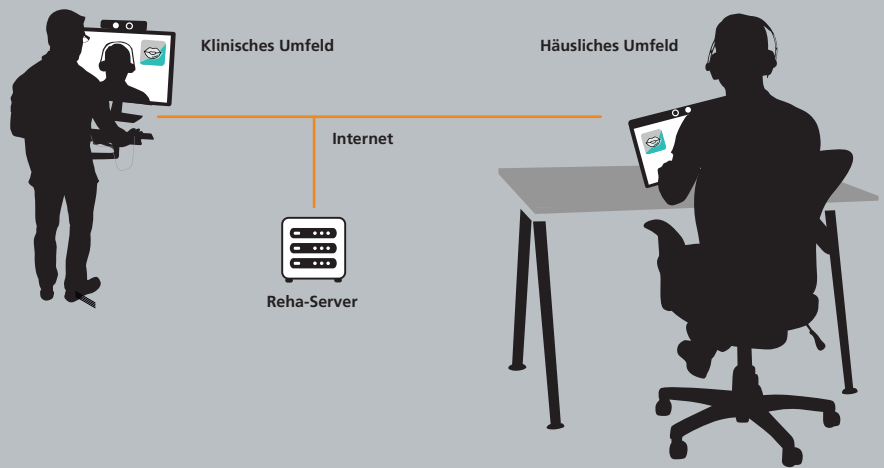 Klinisches Umfeld
Häusliches Umfeld
Internet
Reha-Server